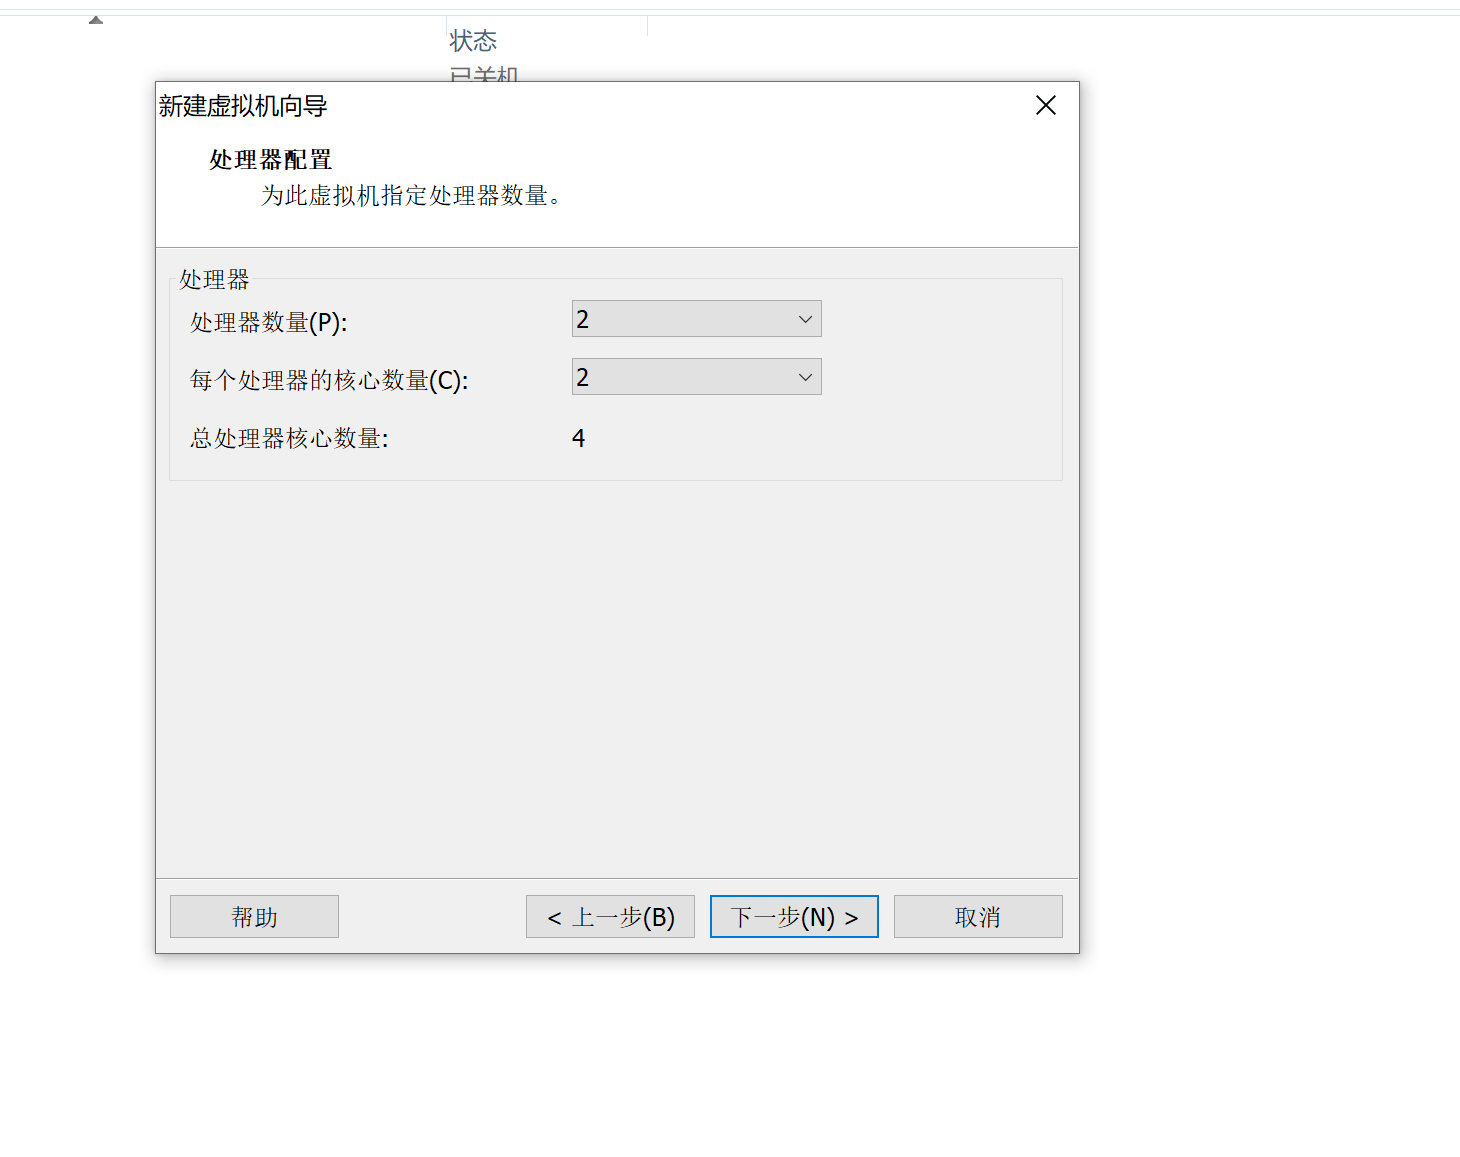 状态
已关机
新建虚拟机向导
处理器配置
为此虚拟机指定处理器数量。
处理器
处理器数量(P): 2
每个处理器的核心数量(C): 2
总处理器核心数量: 4
帮助 < 上一步(B) 下一步(N) > 取消